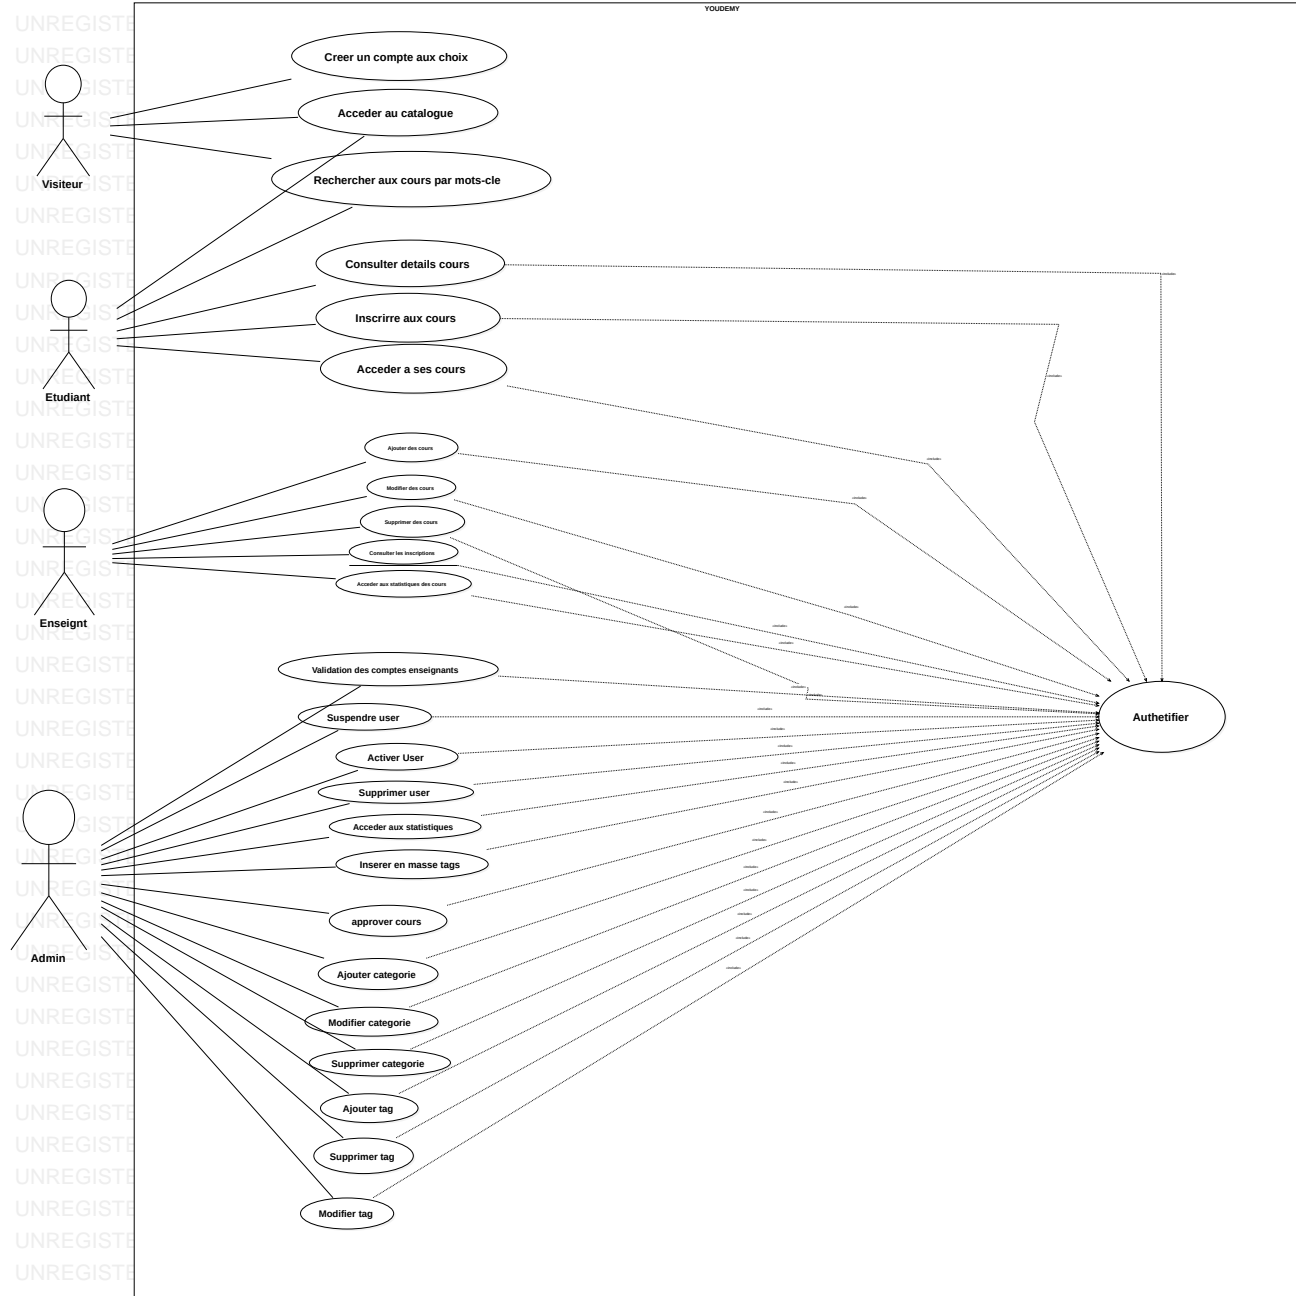 YOUDEMY
Creer un compte aux choix
Acceder au catalogue
Rechercher aux cours par mots-cle
Visiteur
Consulter details cours
Inscrirre aux cours
Acceder a ses cours
Etudiant
Ajouter des cours
Modifier des cours
Supprimer des cours
Consulter les inscriptions
Acceder aux statistiques des cours
Enseignt
Validation des comptes enseignants
Suspendre user
Authetifier
Activer User
Supprimer user
Acceder aux statistiques
Inserer en masse tags
approver cours
Admin
Ajouter categorie
Modifier categorie
Supprimer categorie
Ajouter tag
Supprimer tag
Modifier tag